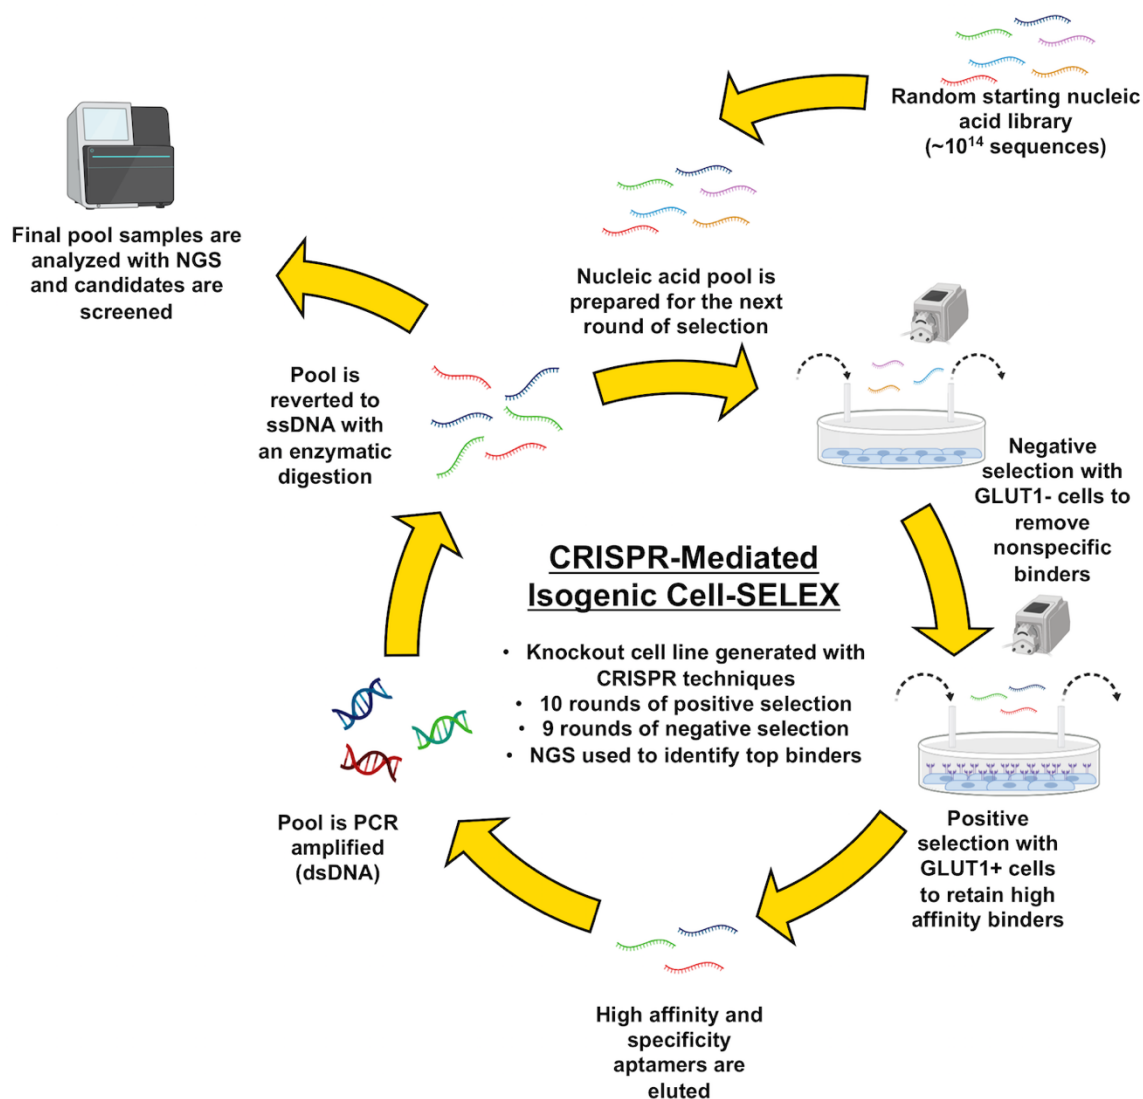 Random starting nucleic
acid library
(~10¹⁴ sequences)
Nucleic acid pool is
prepared for the next
round of selection
Negative
selection with
GLUT1- cells to
remove
nonspecific
binders
Positive
selection with
GLUT1+ cells
to retain high
affinity binders
High affinity and
specificity
aptamers are
eluted
Pool is PCR
amplified
(dsDNA)
Pool is
reverted to
ssDNA with
an enzymatic
digestion
Final pool samples are
analyzed with NGS
and candidates are
screened
CRISPR-Mediated
Isogenic Cell-SELEX
• Knockout cell line generated with
CRISPR techniques
• 10 rounds of positive selection
• 9 rounds of negative selection
• NGS used to identify top binders